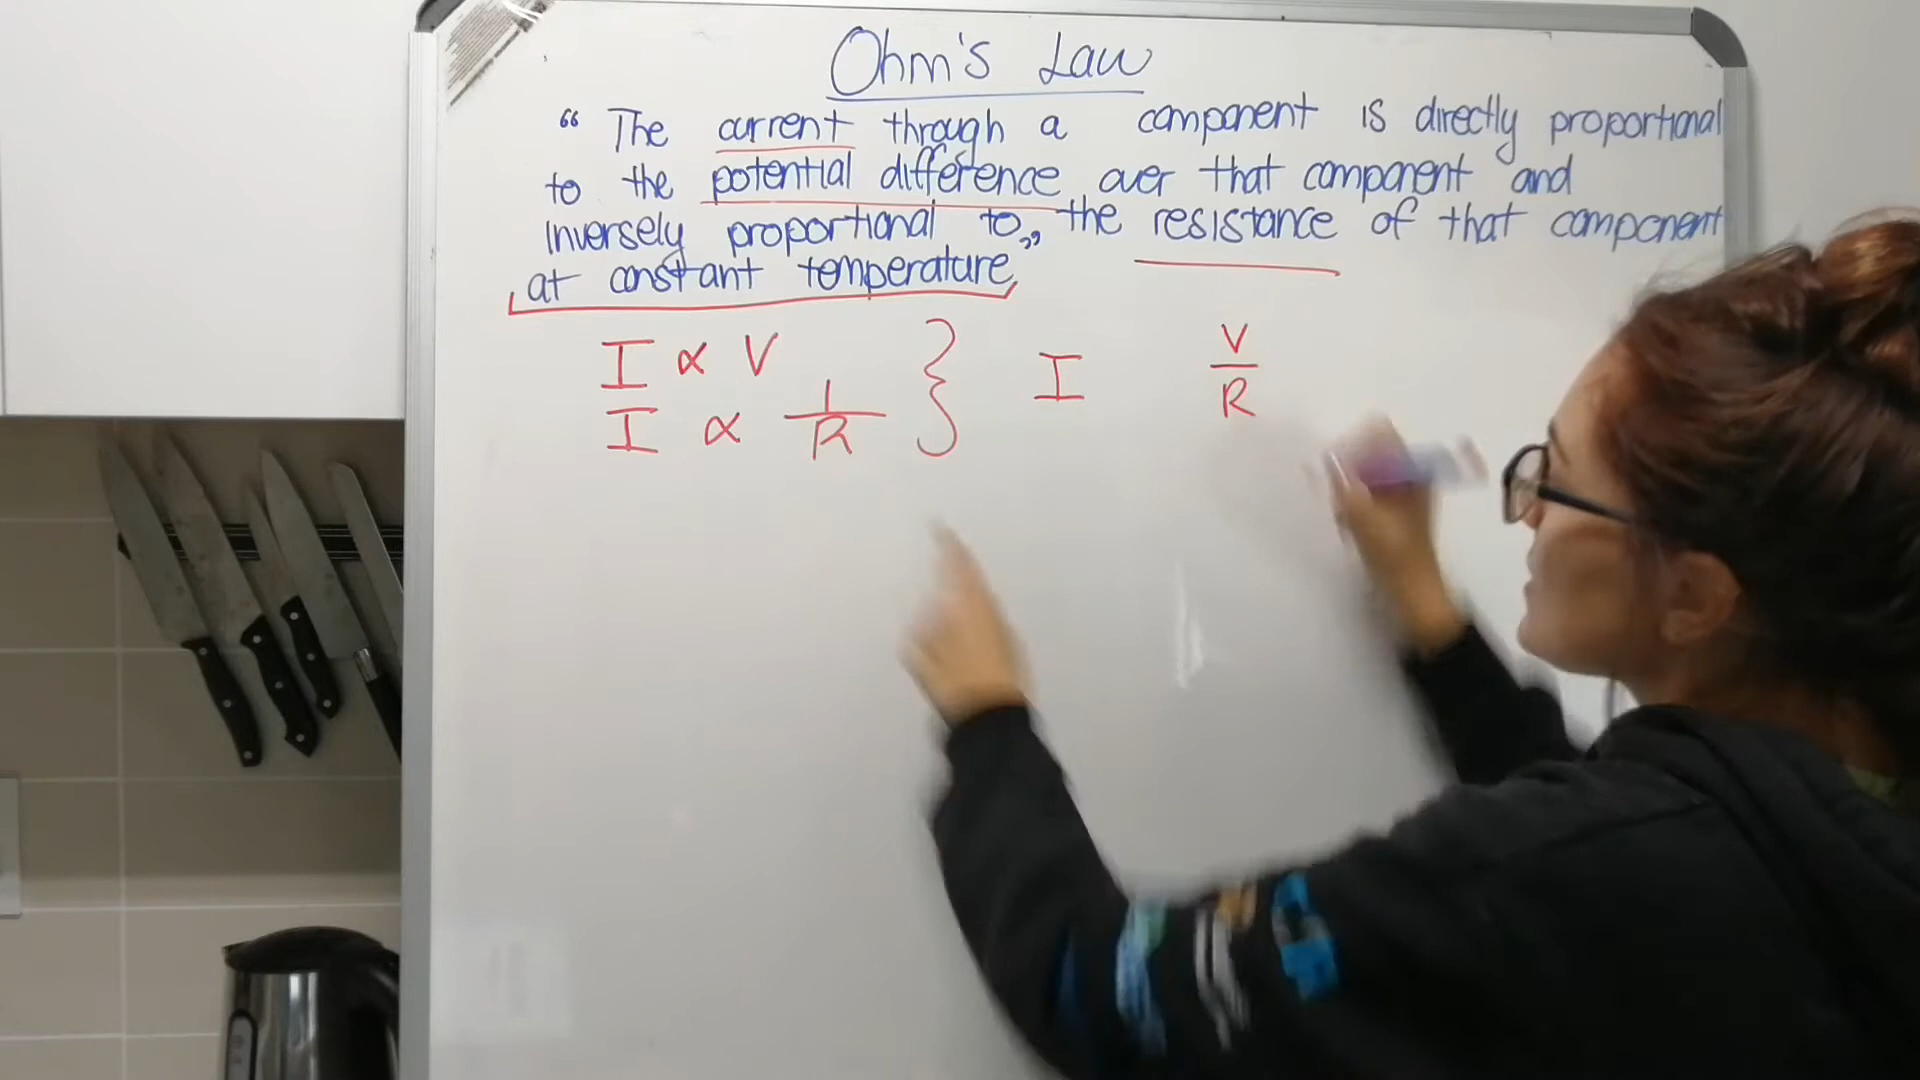 Ohm's Law
“ The current through a component is directly proportional
to the potential difference over that component and
inversely proportional to,, the resistance of that component
at constant temperature,
I ∝ V
I ∝ 1/R } I V/R